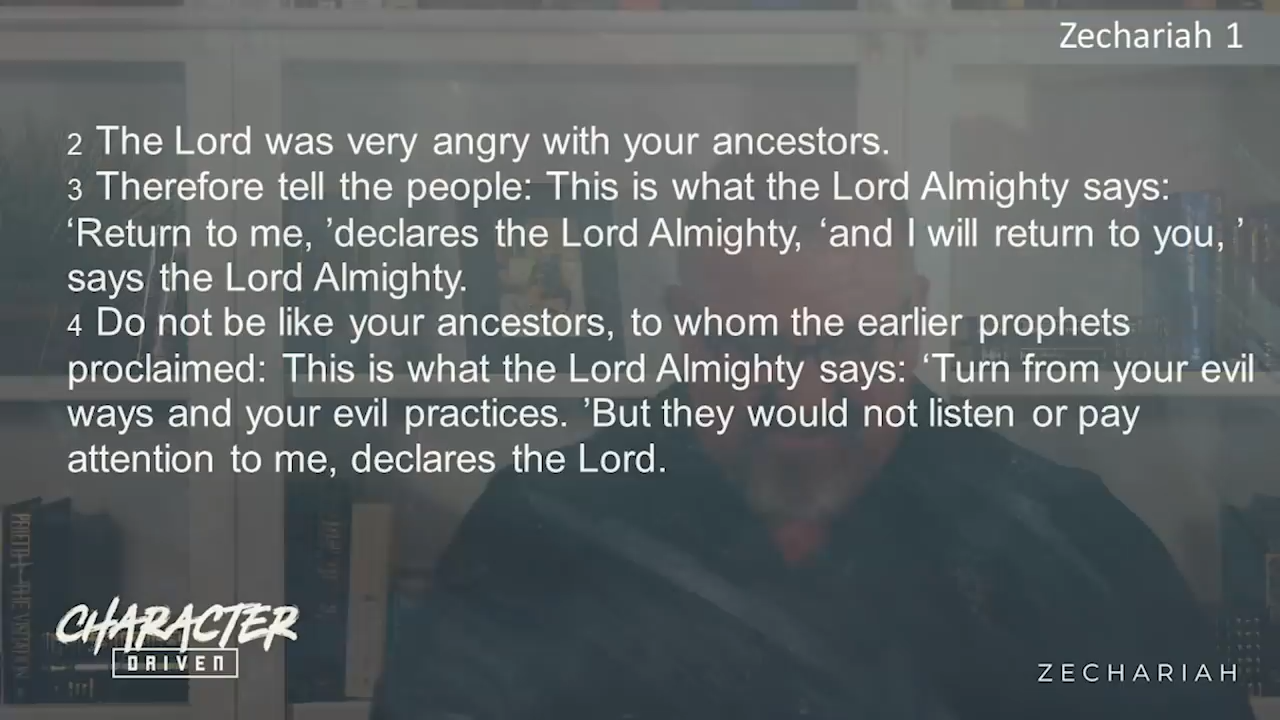 Zechariah 1
2 The Lord was very angry with your ancestors.
3 Therefore tell the people: This is what the Lord Almighty says:
‘Return to me, ’declares the Lord Almighty, ‘and I will return to you, ’
says the Lord Almighty.
4 Do not be like your ancestors, to whom the earlier prophets
proclaimed: This is what the Lord Almighty says: ‘Turn from your evil
ways and your evil practices. ’But they would not listen or pay
attention to me, declares the Lord.
CHARACTER
DRIVEN
ZECHARIAH